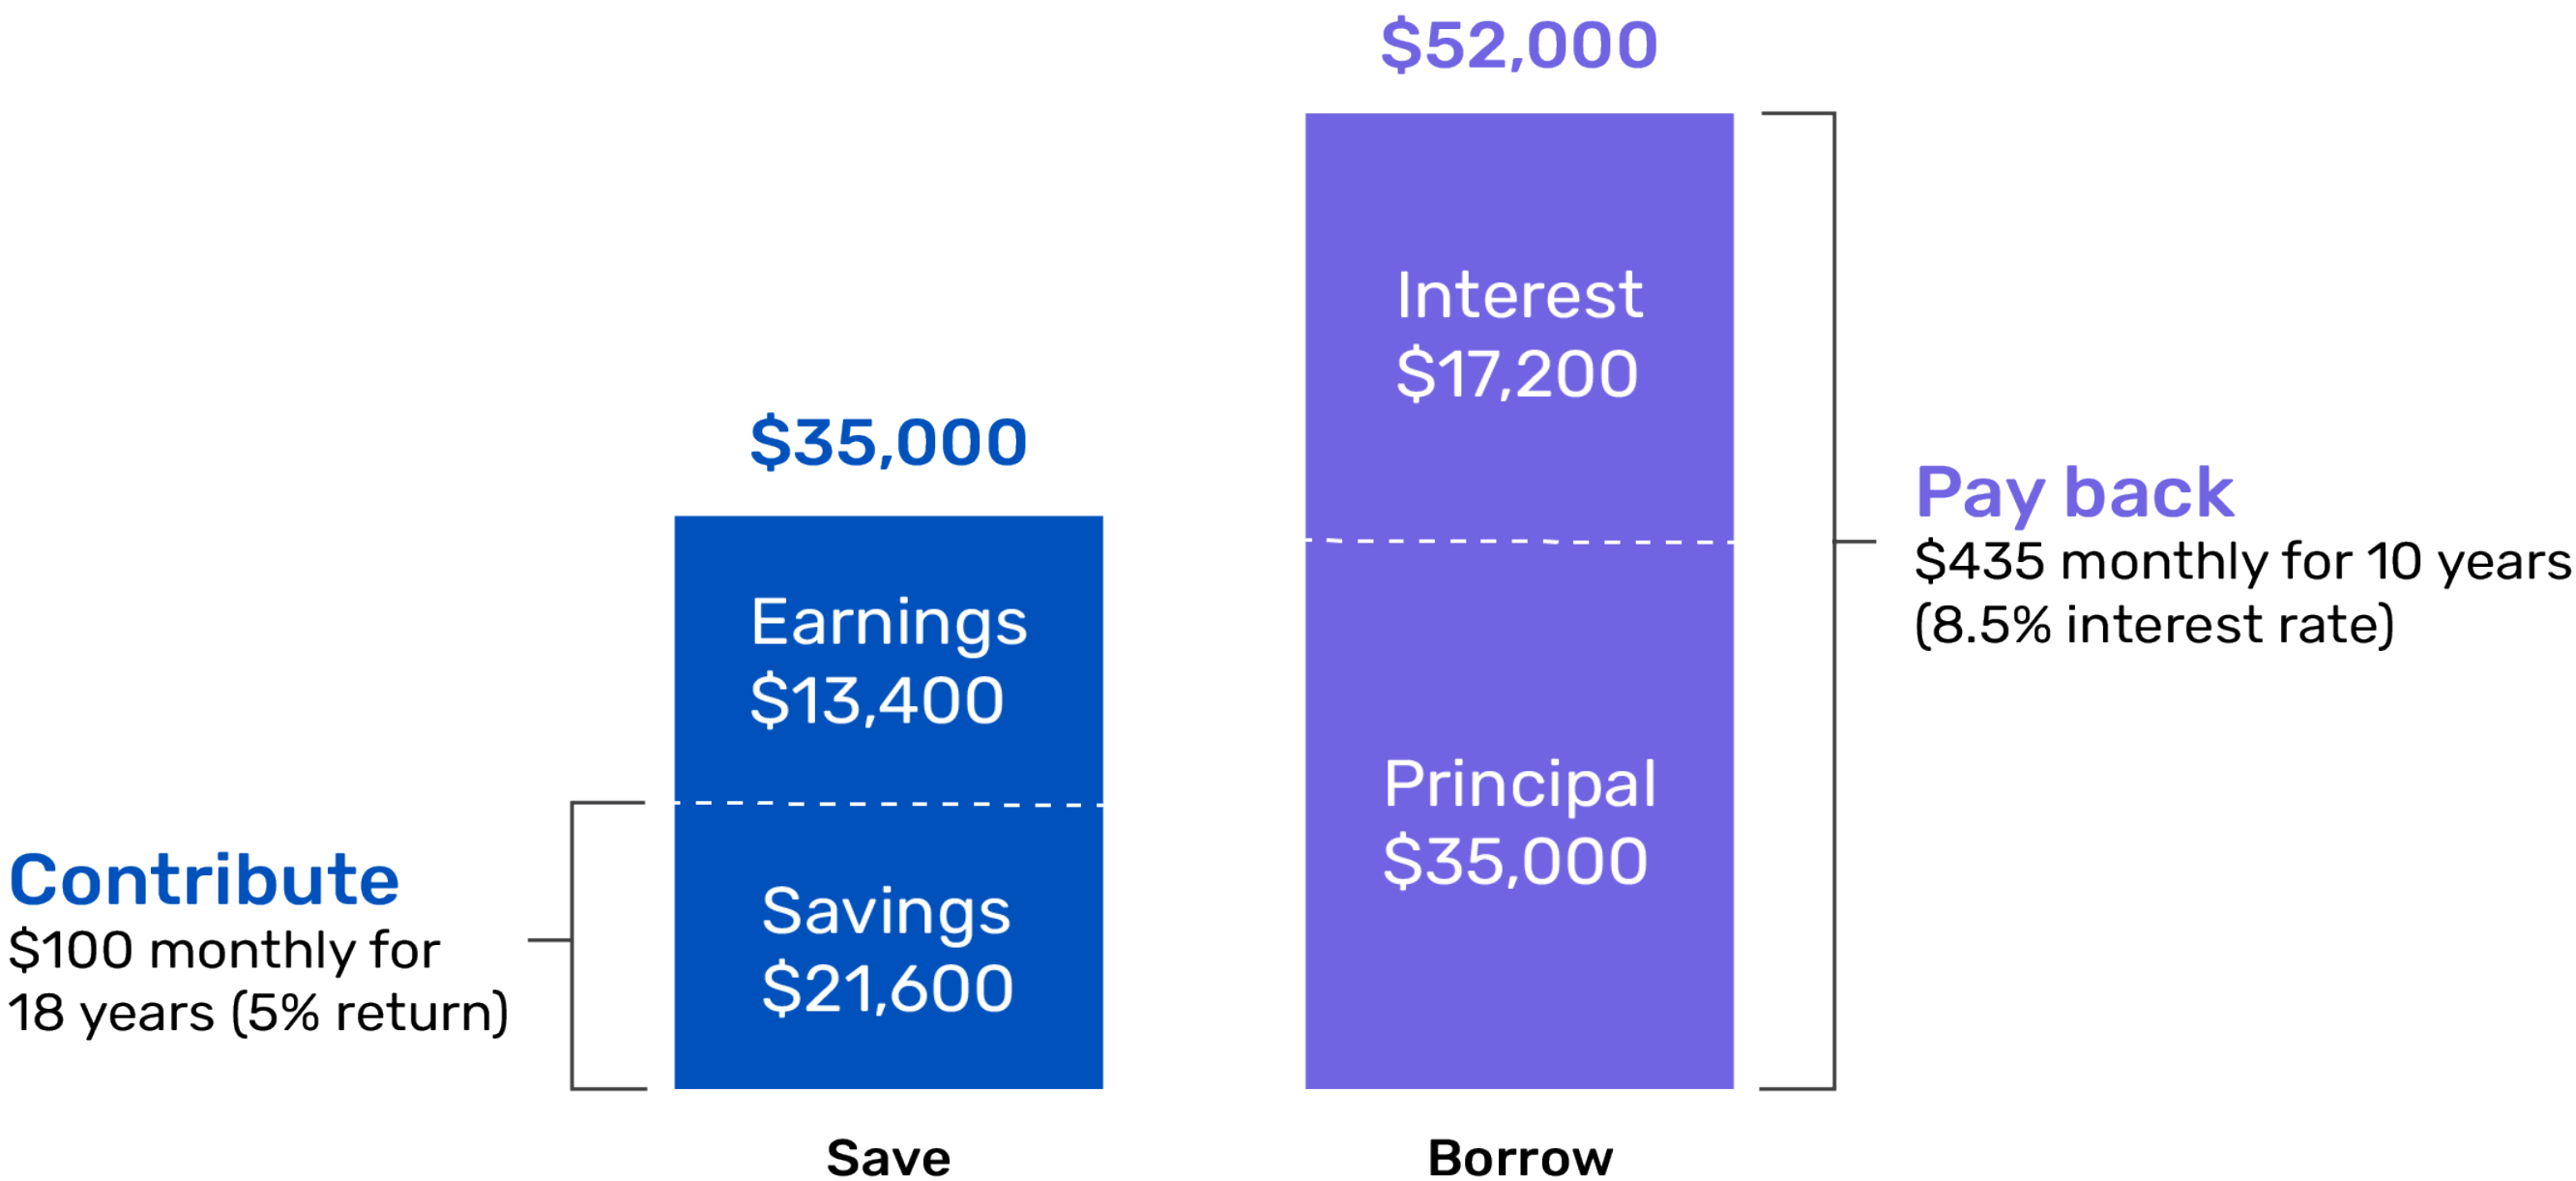 $52,000
Interest
$17,200
$35,000
Pay back
$435 monthly for 10 years
(8.5% interest rate)
Earnings
$13,400
Principal
$35,000
Contribute
$100 monthly for
18 years (5% return)
Savings
$21,600
Save
Borrow